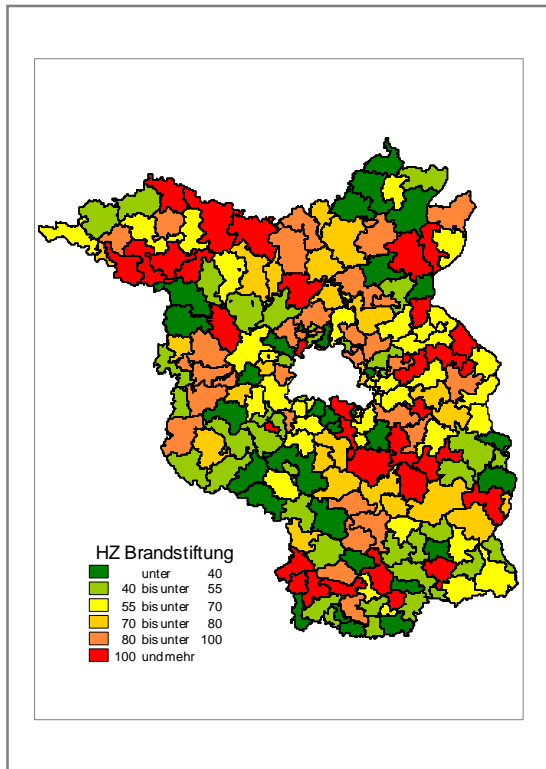 HZ Brandstiftung
unter 40
40 bis unter 55
55 bis unter 70
70 bis unter 80
80 bis unter 100
100 und mehr